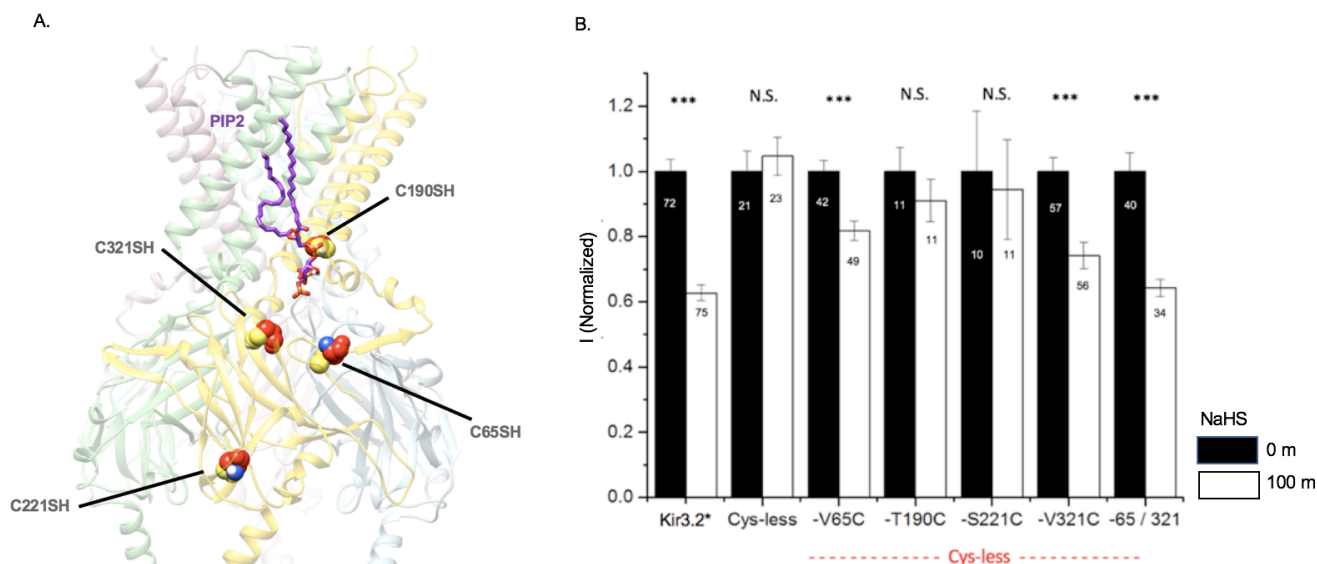 A.
B.
PIP2
C190SH
C321SH
C65SH
C221SH
I (Normalized)
1.2
1.0
0.8
0.6
0.4
0.2
0.0
*** N.S. *** N.S. N.S. *** ***
72 75 21 23 42 49 11 11 10 11 57 56 40 34
Kir3.2* Cys-less -V65C -T190C -S221C -V321C -65 / 321
Cys-less
NaHS
0 m
100 m